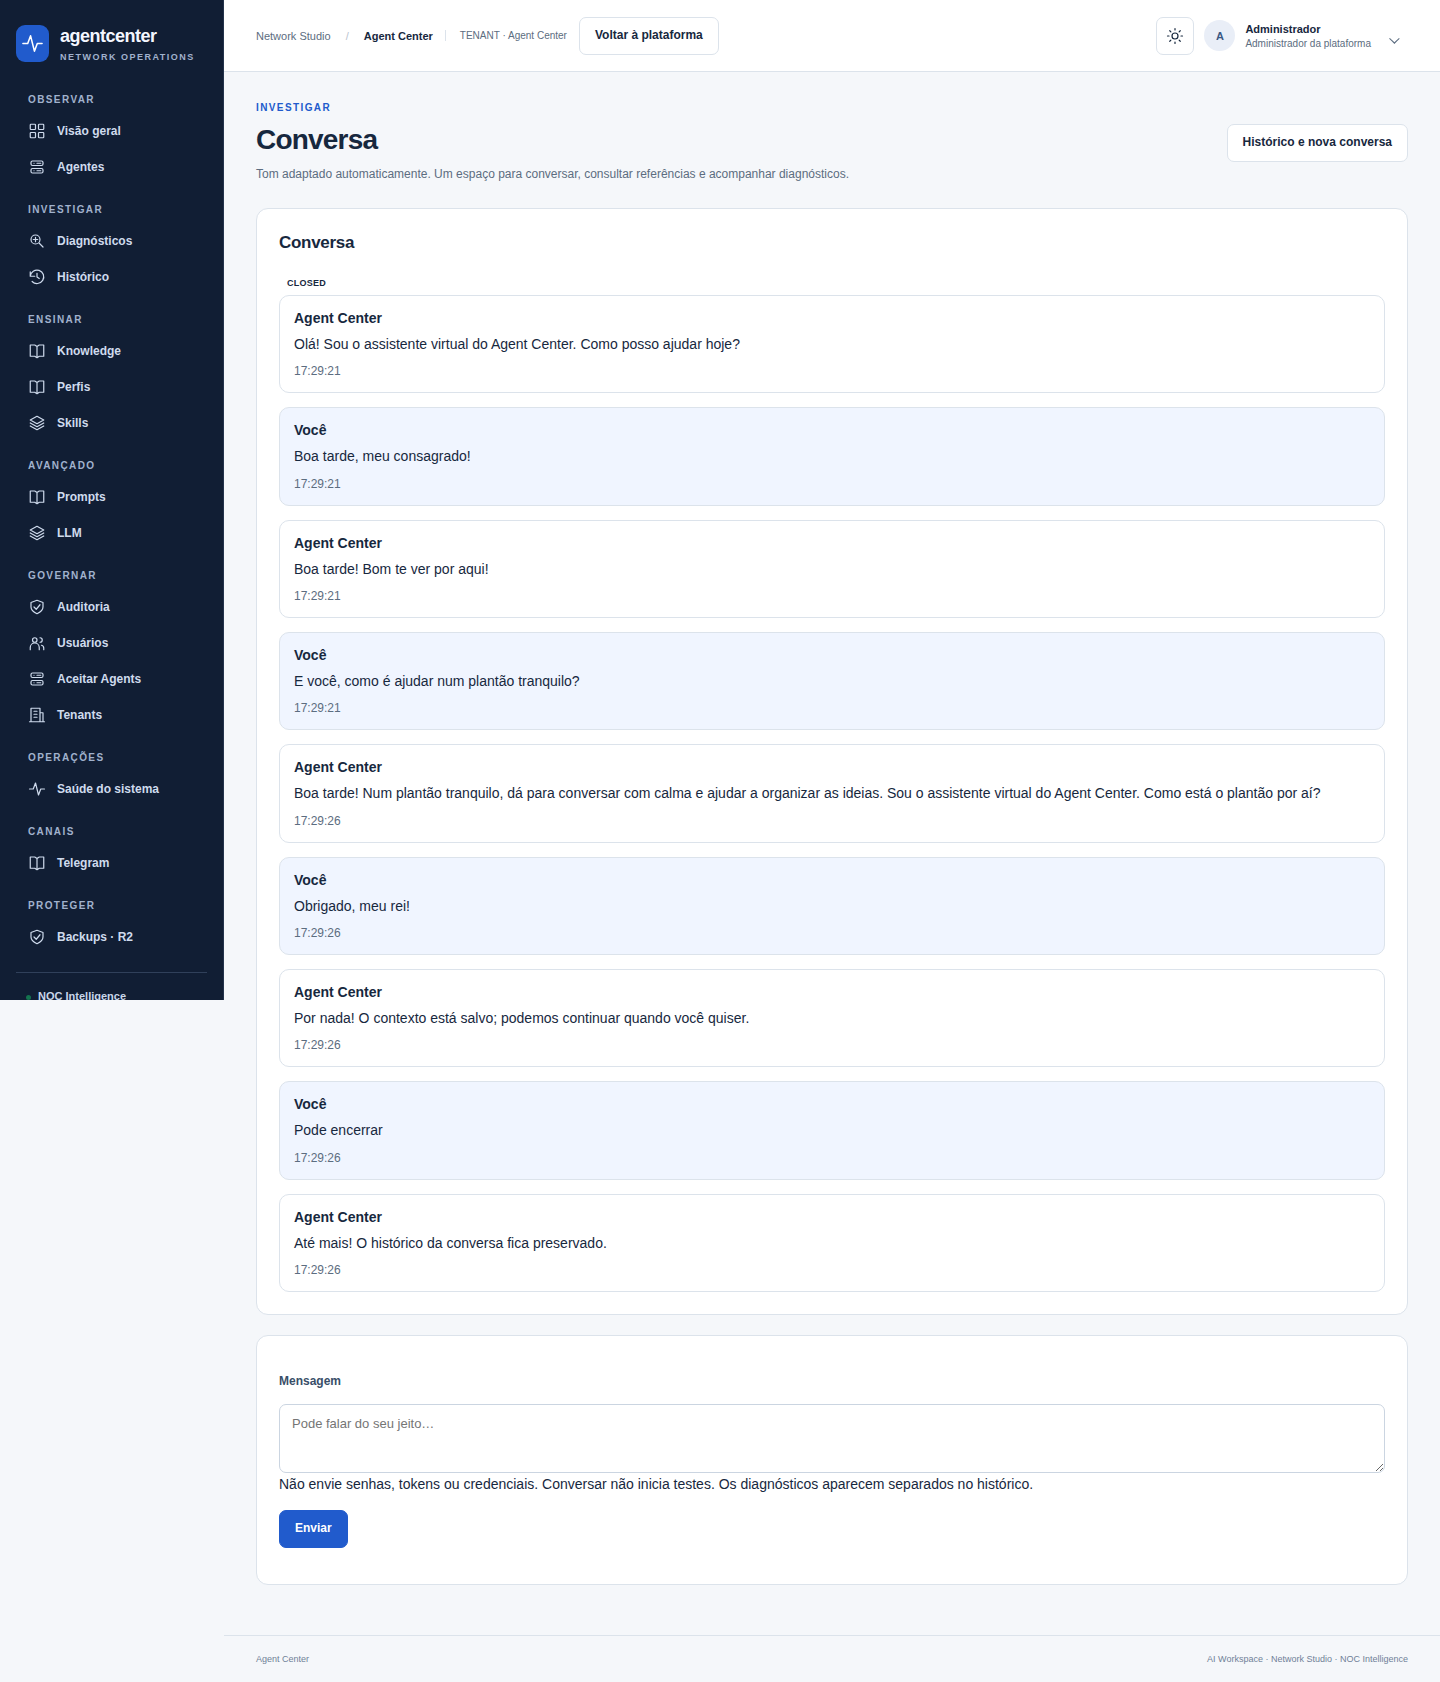 agentcenter
NETWORK OPERATIONS
OBSERVAR
Visão geral
Agentes
INVESTIGAR
Diagnósticos
Histórico
ENSINAR
Knowledge
Perfis
Skills
AVANÇADO
Prompts
LLM
GOVERNAR
Auditoria
Usuários
Aceitar Agents
Tenants
OPERAÇÕES
Saúde do sistema
CANAIS
Telegram
PROTEGER
Backups · R2
NOC Intelligence
Network Studio / Agent Center TENANT · Agent Center Voltar à plataforma
A
Administrador
Administrador da plataforma
INVESTIGAR
Conversa
Histórico e nova conversa
Tom adaptado automaticamente. Um espaço para conversar, consultar referências e acompanhar diagnósticos.
Conversa
CLOSED
Agent Center
Olá! Sou o assistente virtual do Agent Center. Como posso ajudar hoje?
17:29:21
Você
Boa tarde, meu consagrado!
17:29:21
Agent Center
Boa tarde! Bom te ver por aqui!
17:29:21
Você
E você, como é ajudar num plantão tranquilo?
17:29:21
Agent Center
Boa tarde! Num plantão tranquilo, dá para conversar com calma e ajudar a organizar as ideias. Sou o assistente virtual do Agent Center. Como está o plantão por aí?
17:29:26
Você
Obrigado, meu rei!
17:29:26
Agent Center
Por nada! O contexto está salvo; podemos continuar quando você quiser.
17:29:26
Você
Pode encerrar
17:29:26
Agent Center
Até mais! O histórico da conversa fica preservado.
17:29:26
Mensagem
Pode falar do seu jeito…
Não envie senhas, tokens ou credenciais. Conversar não inicia testes. Os diagnósticos aparecem separados no histórico.
Enviar
Agent Center
AI Workspace · Network Studio · NOC Intelligence